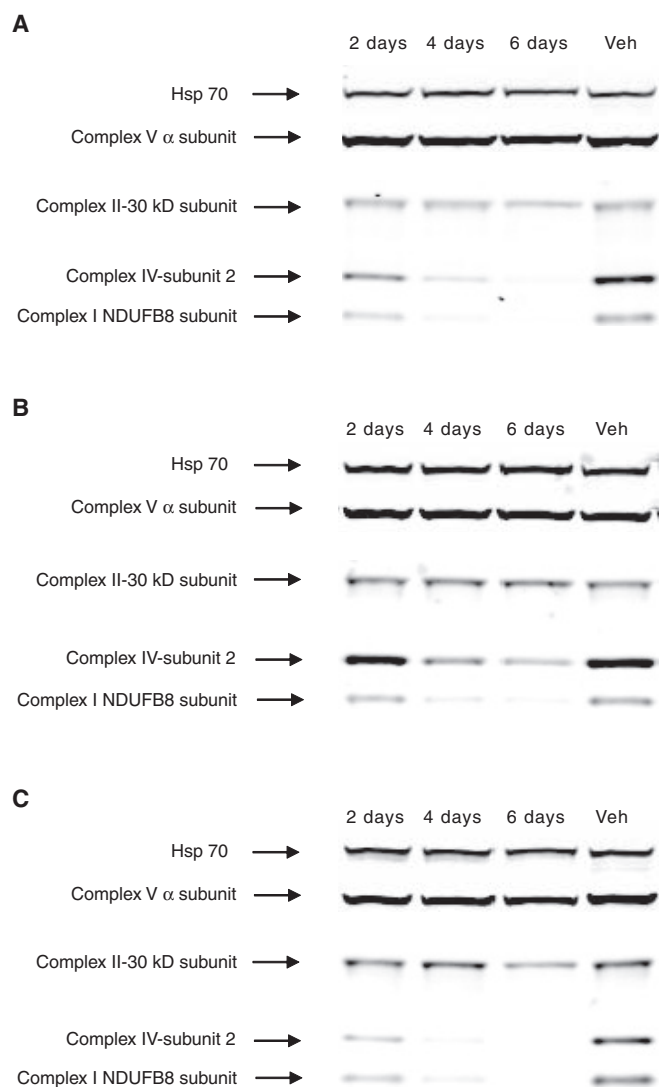 A
2 days 4 days 6 days Veh
Hsp 70
Complex V α subunit
Complex II-30 kD subunit
Complex IV-subunit 2
Complex I NDUFB8 subunit
B
2 days 4 days 6 days Veh
Hsp 70
Complex V α subunit
Complex II-30 kD subunit
Complex IV-subunit 2
Complex I NDUFB8 subunit
C
2 days 4 days 6 days Veh
Hsp 70
Complex V α subunit
Complex II-30 kD subunit
Complex IV-subunit 2
Complex I NDUFB8 subunit